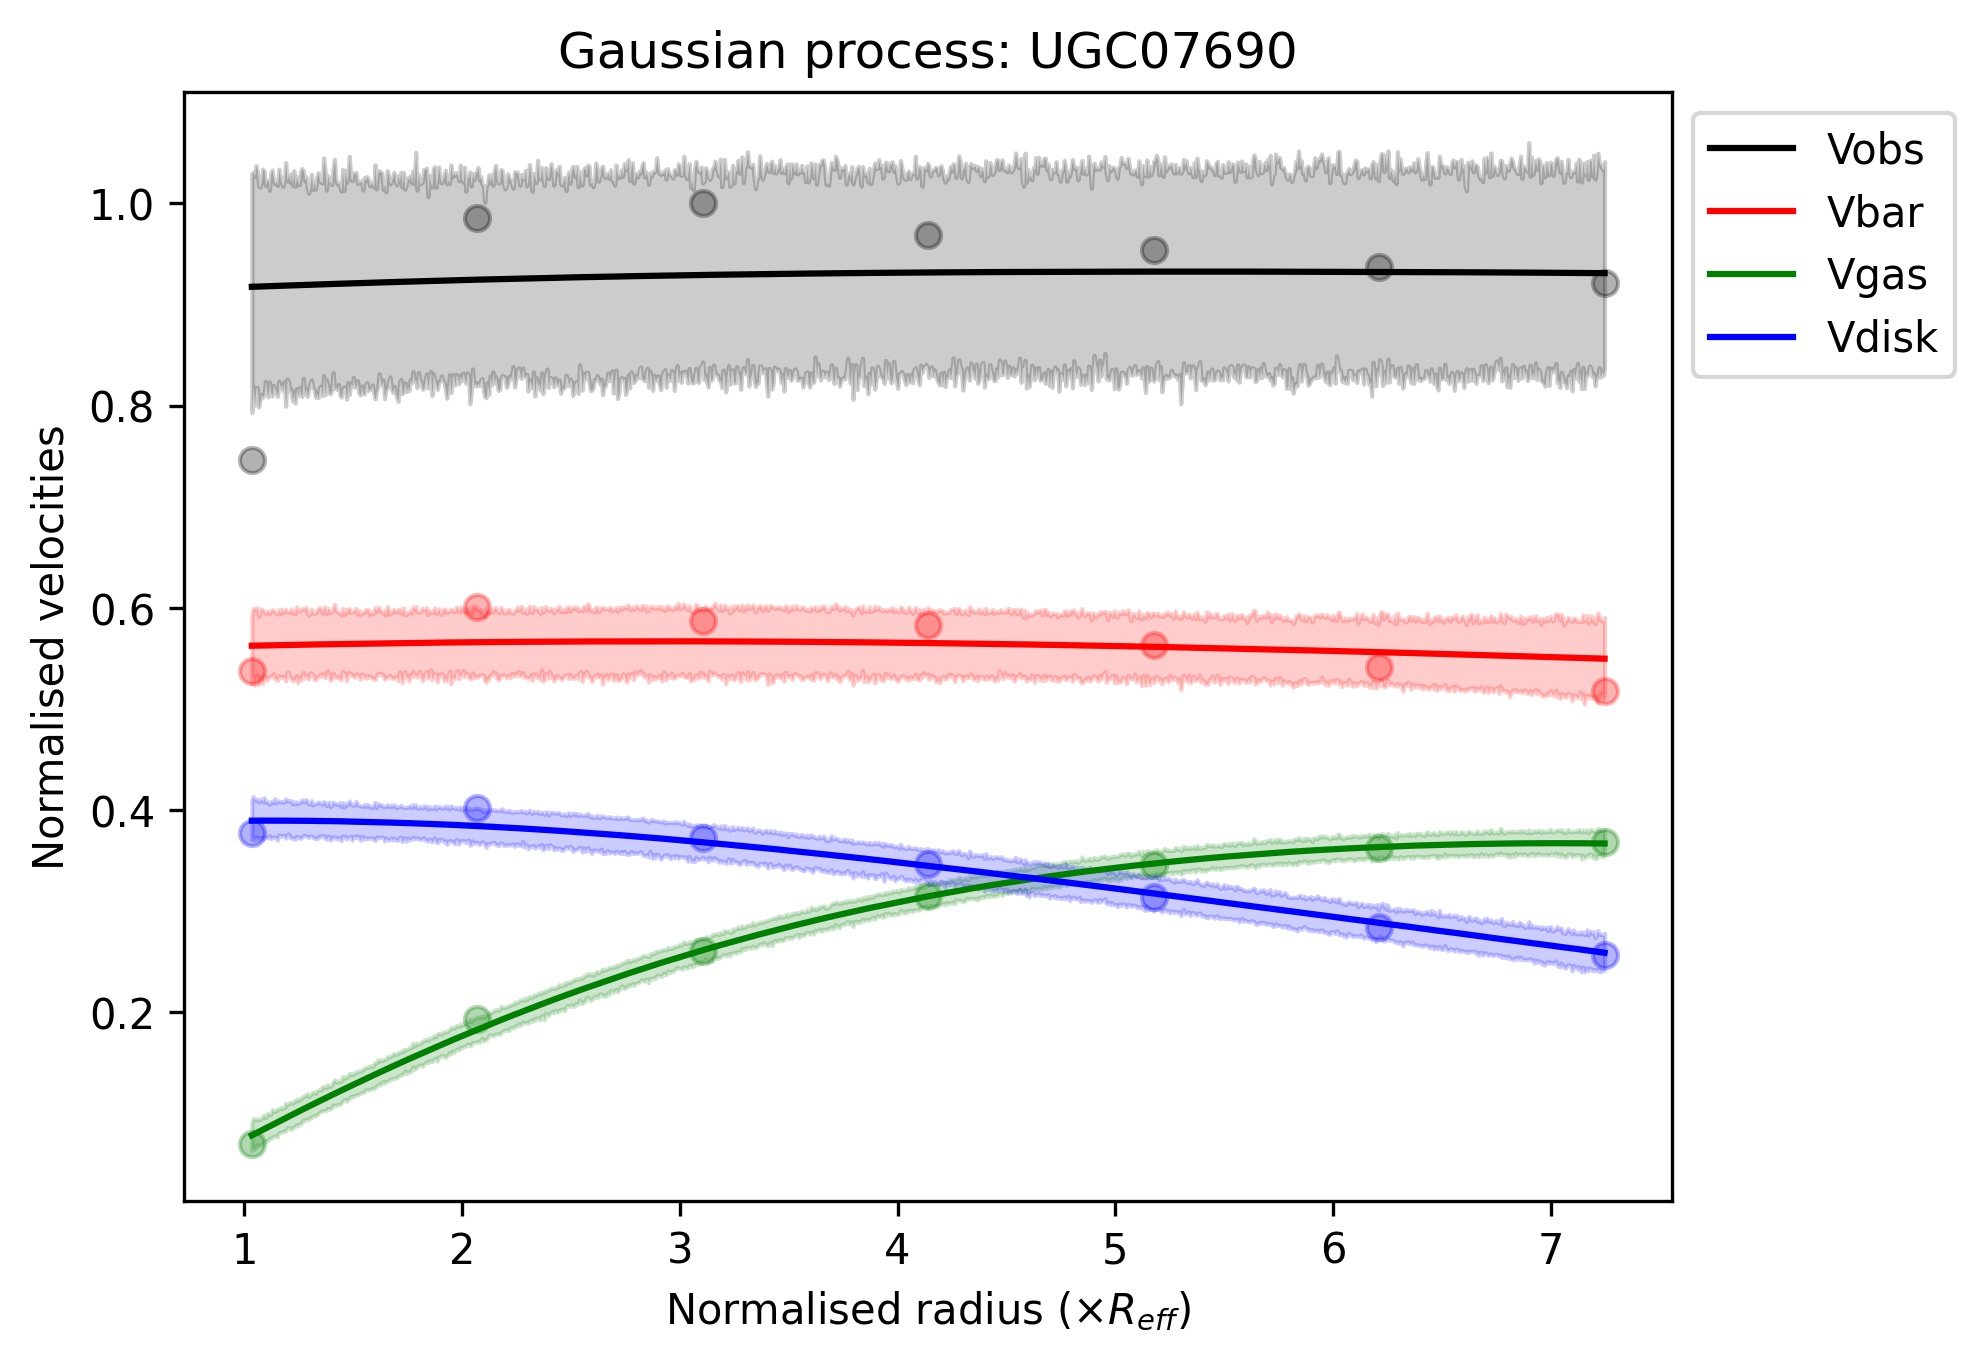 Gaussian process: UGC07690
Vobs
Vbar
Vgas
Vdisk
Normalised velocities
1.0
0.8
0.6
0.4
0.2
1 2 3 4 5 6 7
Normalised radius (×R_eff)